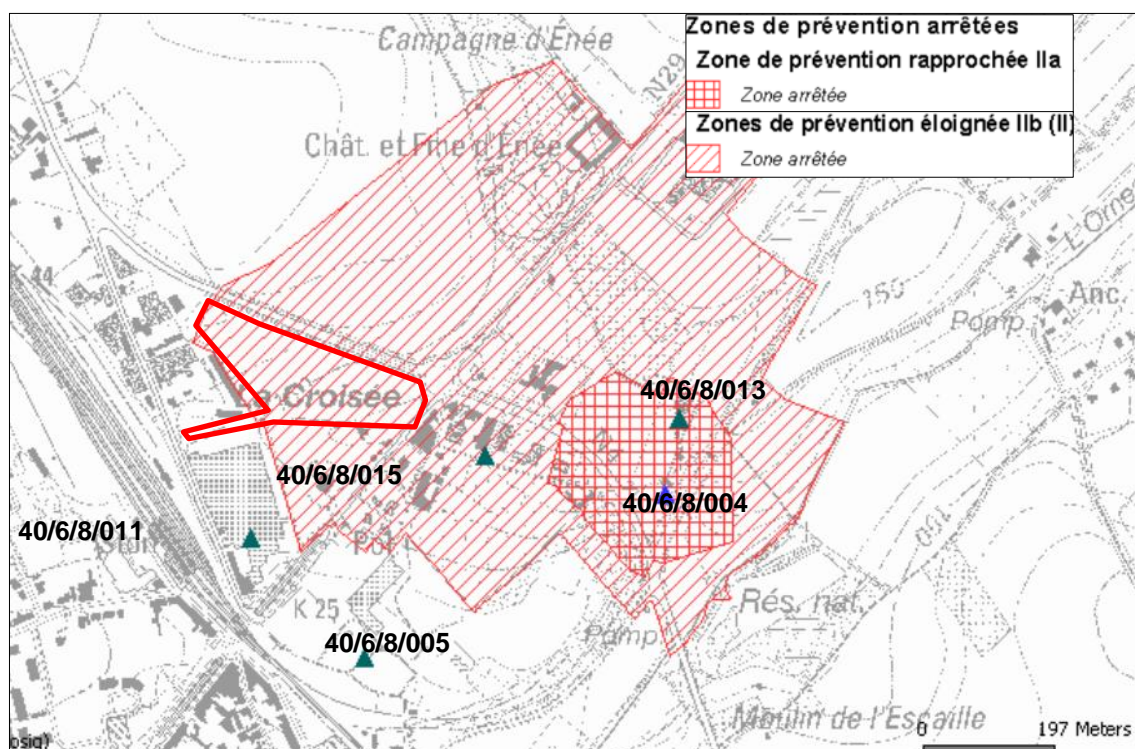 Zones de prévention arrêtées
Zone de prévention rapprochée IIa
Zone arrêtée
Zones de prévention éloignée IIb (II)
Zone arrêtée
Campagne d'Enée
N29
Chât. et Fme d'Enée
L'Orne
K 44
150
Anc.
Pomp.
40/6/8/013
La Croisée
40/6/8/015
40/6/8/004
40/6/8/011
Pol.
001
K 25
Rés. nat.
40/6/8/005
Pomp.
Moulin de l'Escaille
0
197 Meters